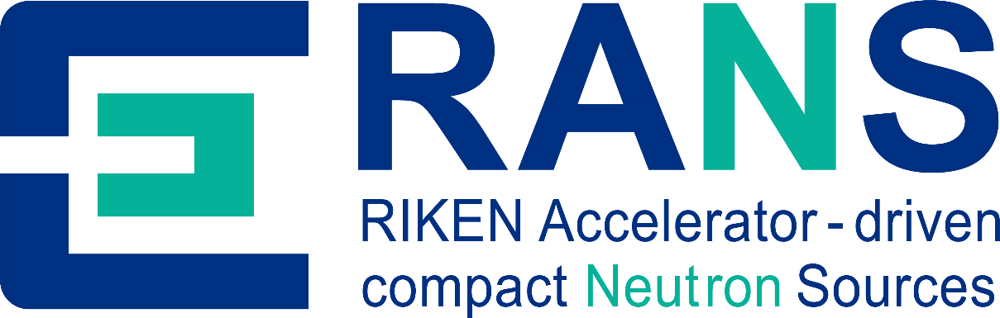 RANS
RIKEN Accelerator-driven
compact Neutron Sources